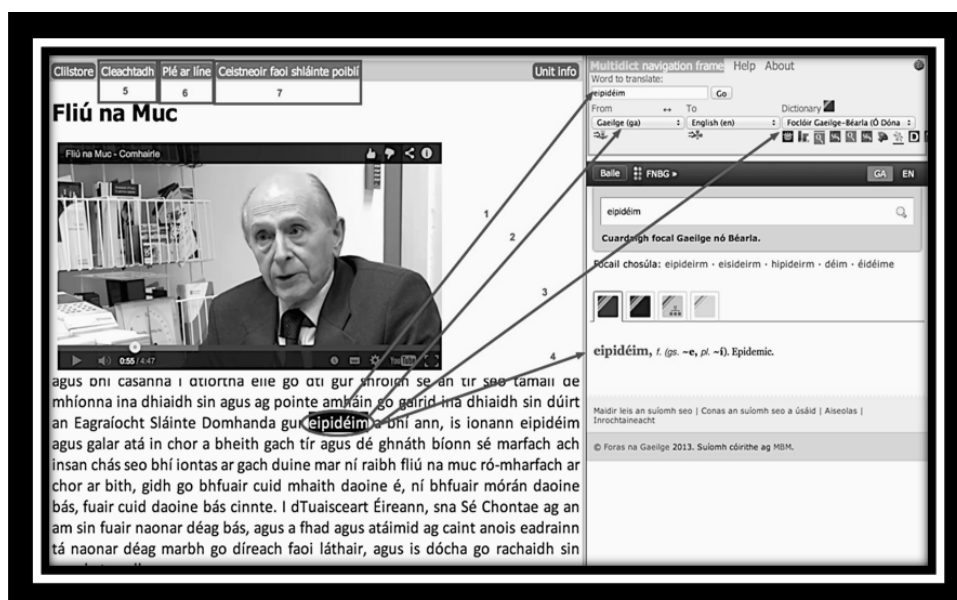 Clilstore Cleachtadh Plé ar líne Ceistneoir faoi shláinte poiblí Unit info
5 6 7
Fliú na Muc
Fliú na Muc - Comhairle
0:55 / 4:47
YouTube
agus bhí cásanna i dtíortha eile go dtí gur shroich sé an tír seo tamall de
mhíonna ina dhiaidh sin agus ag pointe amháin go gairid ina dhiaidh sin dúirt
an Eagraíocht Sláinte Domhanda gur eipidéim a bhí ann, is ionann eipidéim
agus galar atá in chor a bheith gach tír agus dé ghnáth bíonn sé marfach ach
insan chás seo bhí iontas ar gach duine mar ní raibh fliú na muc ró-mharfach ar
chor ar bith, gidh go bhfuair cuid mhaith daoine é, ní bhfuair mórán daoine
bás, fuair cuid daoine bás cinnte. I dTuaisceart Éireann, sna Sé Chontae ag an
am sin fuair naonar déag bás, agus a fhad agus atáimid ag caint anois eadrainn
tá naonar déag marbh go díreach faoi láthair, agus is dócha go rachaidh sin
1
2
3
4
Multidict navigation frame Help About
Word to translate:
eipidéim Go
From ↔ To Dictionary
Gaeilge (ga) English (en) Foclóir Gaeilge-Béarla (Ó Dóna
Baile FNBG » GA EN
eipidéim
Cuardaigh focal Gaeilge nó Béarla.
Focail chosúla: eipideirm · eisideirm · hipideirm · déim · éidéime
eipidéim, f. (gs. ~e, pl. ~í). Epidemic.
Maidir leis an suíomh seo | Conas an suíomh seo a úsáid | Aiseolas |
Inrochtaineacht
© Foras na Gaeilge 2013. Suíomh cóirithe ag MBM.